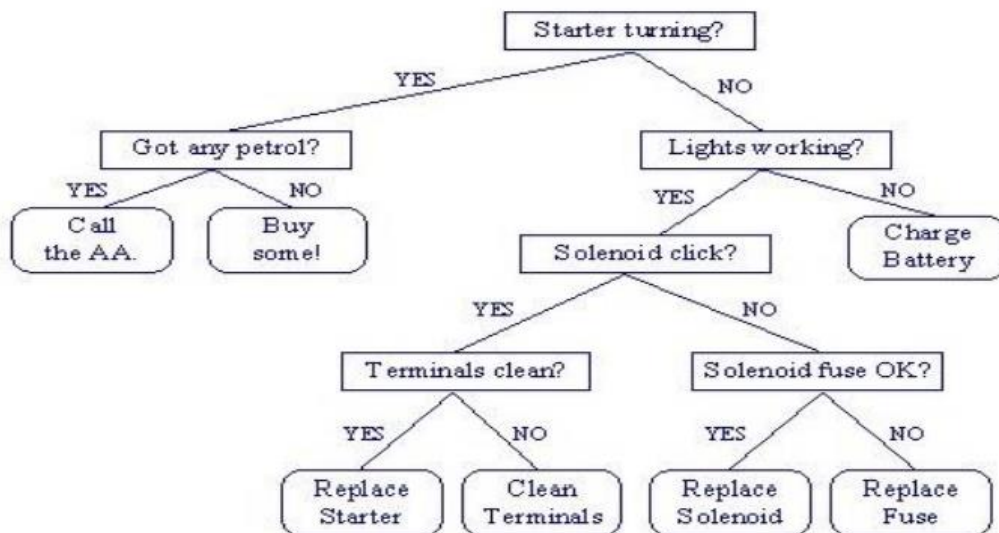 Starter turning?
YES
NO
Got any petrol?
Lights working?
YES
NO
YES
NO
Call
the AA.
Buy
some!
Solenoid click?
Charge
Battery
YES
NO
Terminals clean?
Solenoid fuse OK?
YES
NO
YES
NO
Replace
Starter
Clean
Terminals
Replace
Solenoid
Replace
Fuse